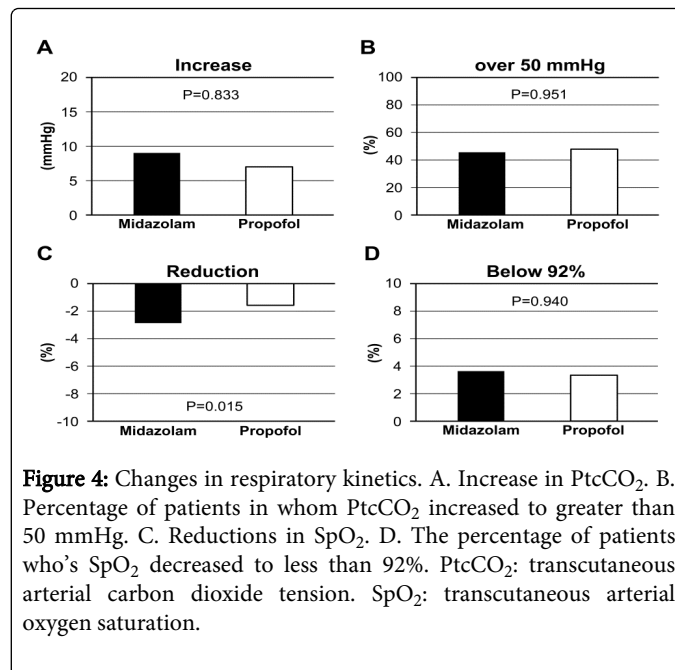 A
Increase
20
15
10
5
0
(mmHg)
P=0.833
Midazolam Propofol
B
over 50 mmHg
100
80
60
40
20
0
(%)
P=0.951
Midazolam Propofol
C
Reduction
0
-2
-4
-6
-8
-10
(%)
P=0.015
Midazolam Propofol
D
Below 92%
10
8
6
4
2
0
(%)
P=0.940
Midazolam Propofol
Figure 4: Changes in respiratory kinetics. A. Increase in PtcCO₂. B.
Percentage of patients in whom PtcCO₂ increased to greater than
50 mmHg. C. Reductions in SpO₂. D. The percentage of patients
who's SpO₂ decreased to less than 92%. PtcCO₂: transcutaneous
arterial carbon dioxide tension. SpO₂: transcutaneous arterial
oxygen saturation.